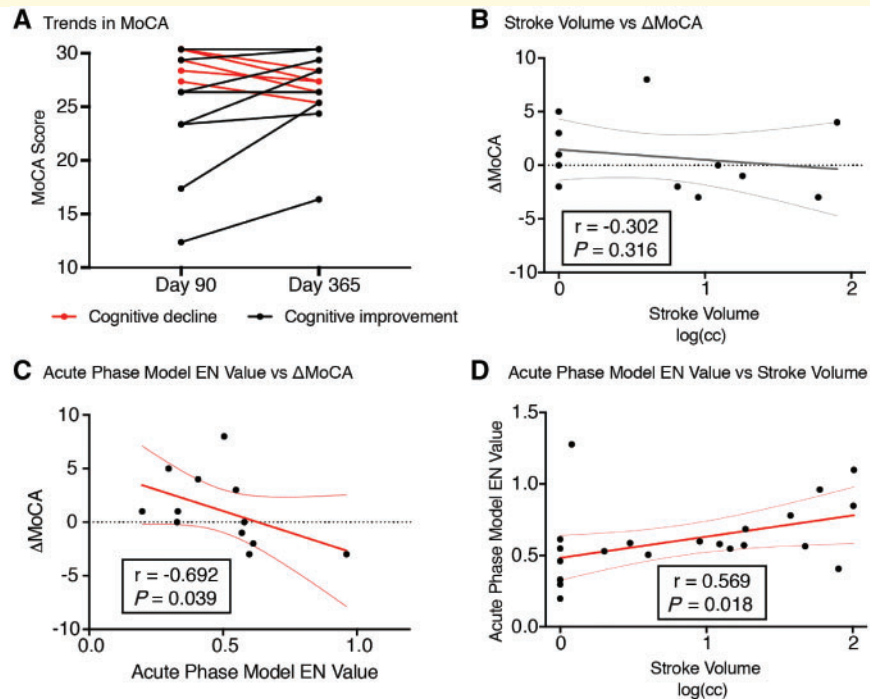 A Trends in MoCA
30
25
20
15
10
MoCA Score
Day 90 Day 365
Cognitive decline Cognitive improvement
B Stroke Volume vs ΔMoCA
10
5
0
-5
-10
ΔMoCA
r = -0.302
P = 0.316
0 1 2
Stroke Volume
log(cc)
C Acute Phase Model EN Value vs ΔMoCA
10
5
0
-5
-10
ΔMoCA
r = -0.692
P = 0.039
0.0 0.5 1.0
Acute Phase Model EN Value
D Acute Phase Model EN Value vs Stroke Volume
1.5
1.0
0.5
0.0
Acute Phase Model EN Value
r = 0.569
P = 0.018
0 1 2
Stroke Volume
log(cc)